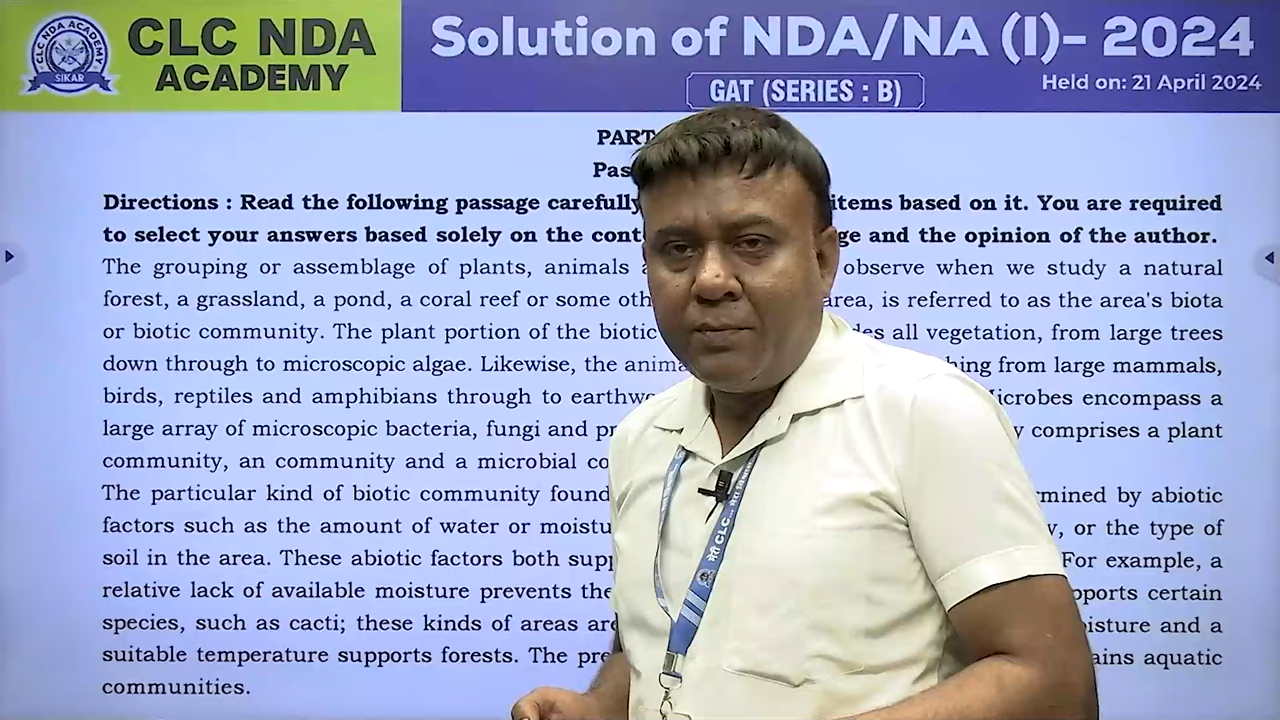 CLC NDA ACADEMY
SIKAR
CLC NDA
ACADEMY
Solution of NDA/NA (I)- 2024
GAT (SERIES : B)
Held on: 21 April 2024
PART
Pas
Directions : Read the following passage carefully items based on it. You are required
to select your answers based solely on the cont ge and the opinion of the author.
The grouping or assemblage of plants, animals observe when we study a natural
forest, a grassland, a pond, a coral reef or some oth area, is referred to as the area's biota
or biotic community. The plant portion of the biotic des all vegetation, from large trees
down through to microscopic algae. Likewise, the anima hing from large mammals,
birds, reptiles and amphibians through to earthwo icrobes encompass a
large array of microscopic bacteria, fungi and pr y comprises a plant
community, an community and a microbial co
The particular kind of biotic community found rmined by abiotic
factors such as the amount of water or moistu y, or the type of
soil in the area. These abiotic factors both supp For example, a
relative lack of available moisture prevents the pports certain
species, such as cacti; these kinds of areas are isture and a
suitable temperature supports forests. The pre ains aquatic
communities.
मेरी CLC...